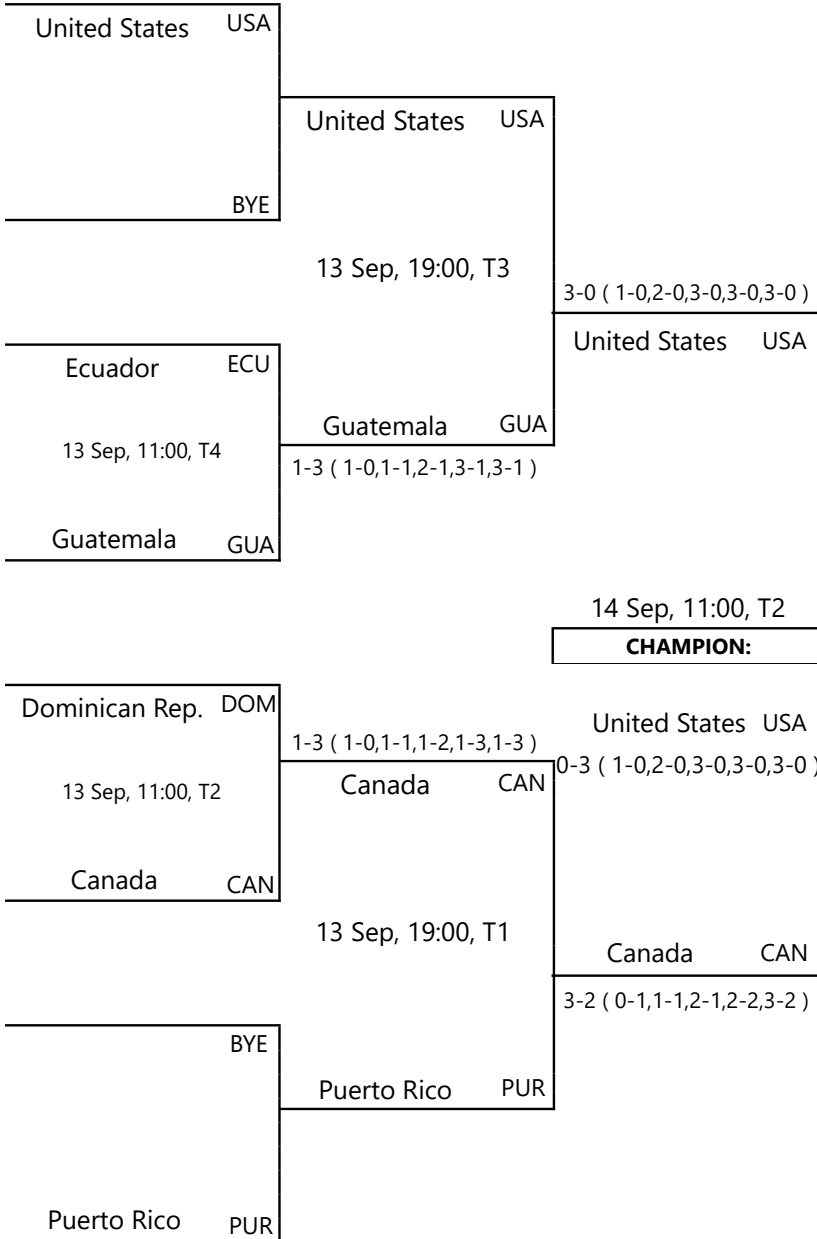 United States USA
BYE
Ecuador ECU
13 Sep, 11:00, T4
Guatemala GUA
Dominican Rep. DOM
13 Sep, 11:00, T2
Canada CAN
BYE
Puerto Rico PUR
United States USA
13 Sep, 19:00, T3
Guatemala GUA
1-3 ( 1-0,1-1,2-1,3-1,3-1 )
1-3 ( 1-0,1-1,1-2,1-3,1-3 )
Canada CAN
13 Sep, 19:00, T1
Puerto Rico PUR
3-0 ( 1-0,2-0,3-0,3-0,3-0 )
United States USA
14 Sep, 11:00, T2
CHAMPION:
United States USA
0-3 ( 1-0,2-0,3-0,3-0,3-0 )
Canada CAN
3-2 ( 0-1,1-1,2-1,2-2,3-2 )